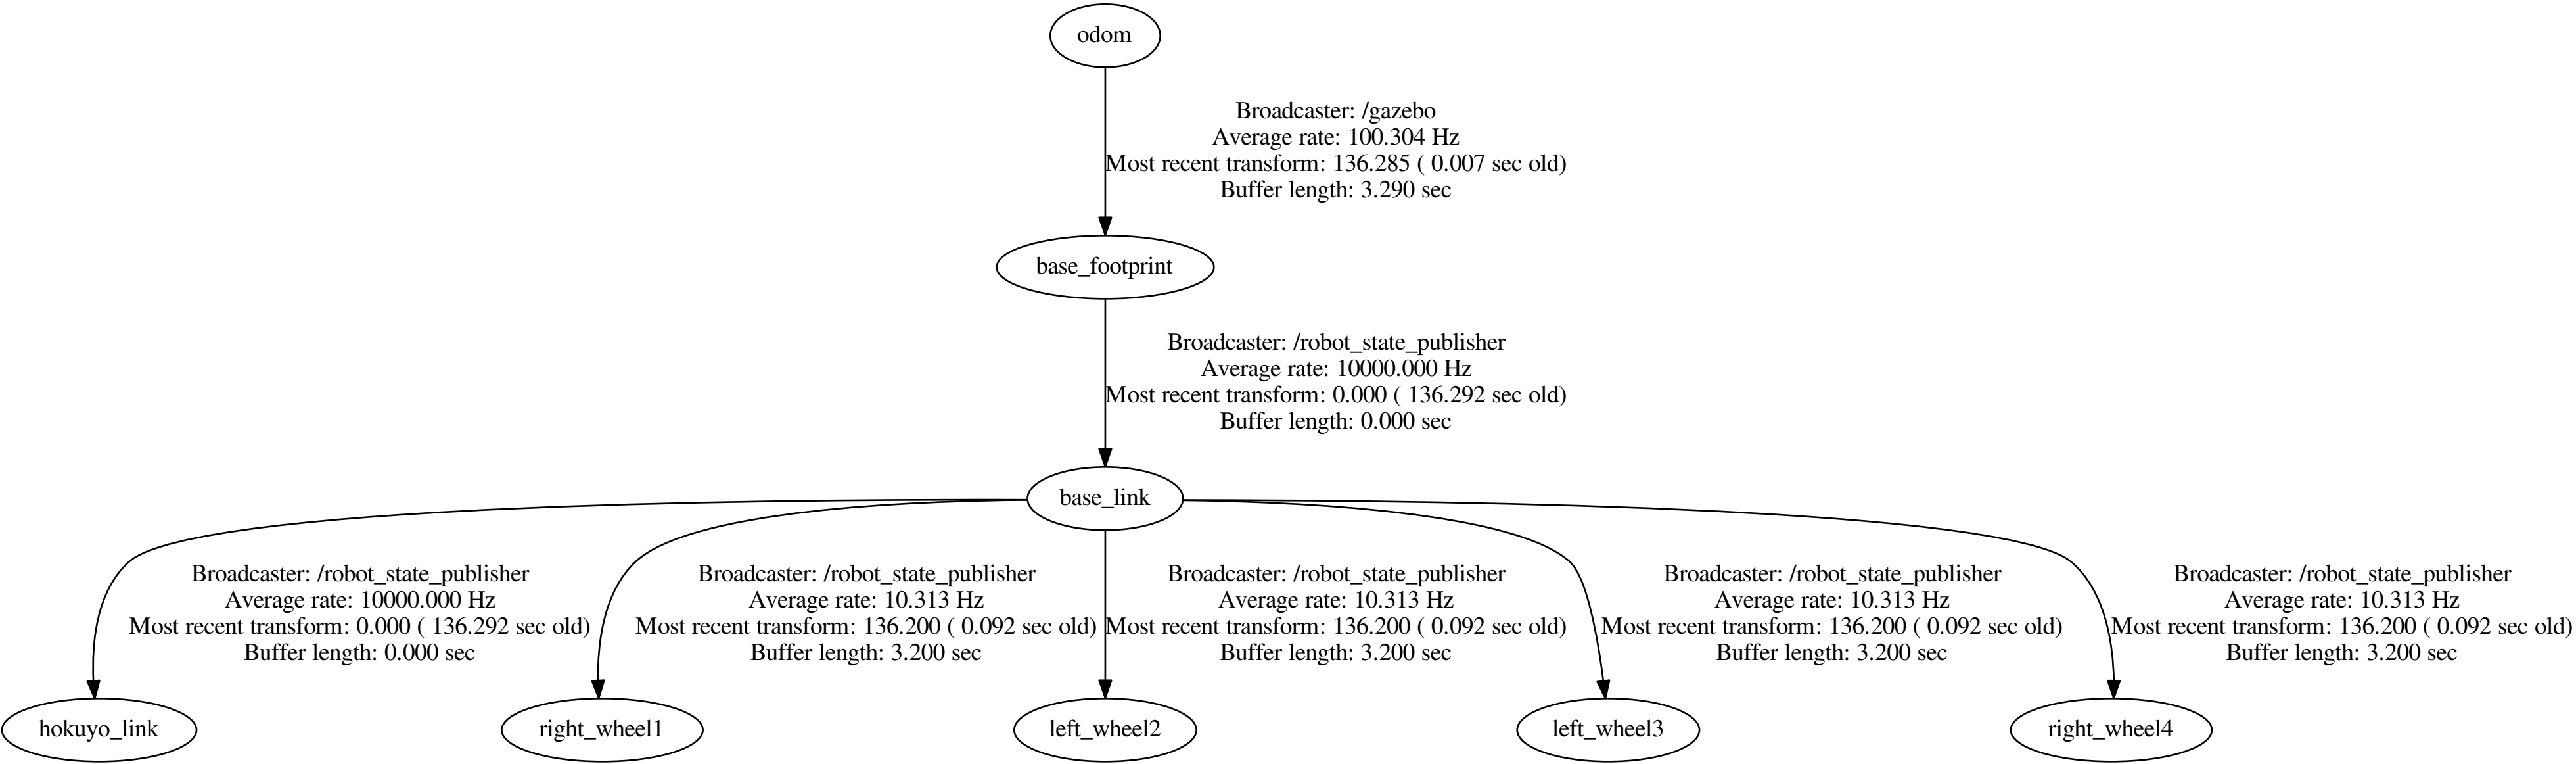 odom
Broadcaster: /gazebo
Average rate: 100.304 Hz
Most recent transform: 136.285 ( 0.007 sec old)
Buffer length: 3.290 sec
base_footprint
Broadcaster: /robot_state_publisher
Average rate: 10000.000 Hz
Most recent transform: 0.000 ( 136.292 sec old)
Buffer length: 0.000 sec
base_link
Broadcaster: /robot_state_publisher
Average rate: 10000.000 Hz
Most recent transform: 0.000 ( 136.292 sec old)
Buffer length: 0.000 sec
Broadcaster: /robot_state_publisher
Average rate: 10.313 Hz
Most recent transform: 136.200 ( 0.092 sec old)
Buffer length: 3.200 sec
Broadcaster: /robot_state_publisher
Average rate: 10.313 Hz
Most recent transform: 136.200 ( 0.092 sec old)
Buffer length: 3.200 sec
Broadcaster: /robot_state_publisher
Average rate: 10.313 Hz
Most recent transform: 136.200 ( 0.092 sec old)
Buffer length: 3.200 sec
Broadcaster: /robot_state_publisher
Average rate: 10.313 Hz
Most recent transform: 136.200 ( 0.092 sec old)
Buffer length: 3.200 sec
hokuyo_link
right_wheel1
left_wheel2
left_wheel3
right_wheel4